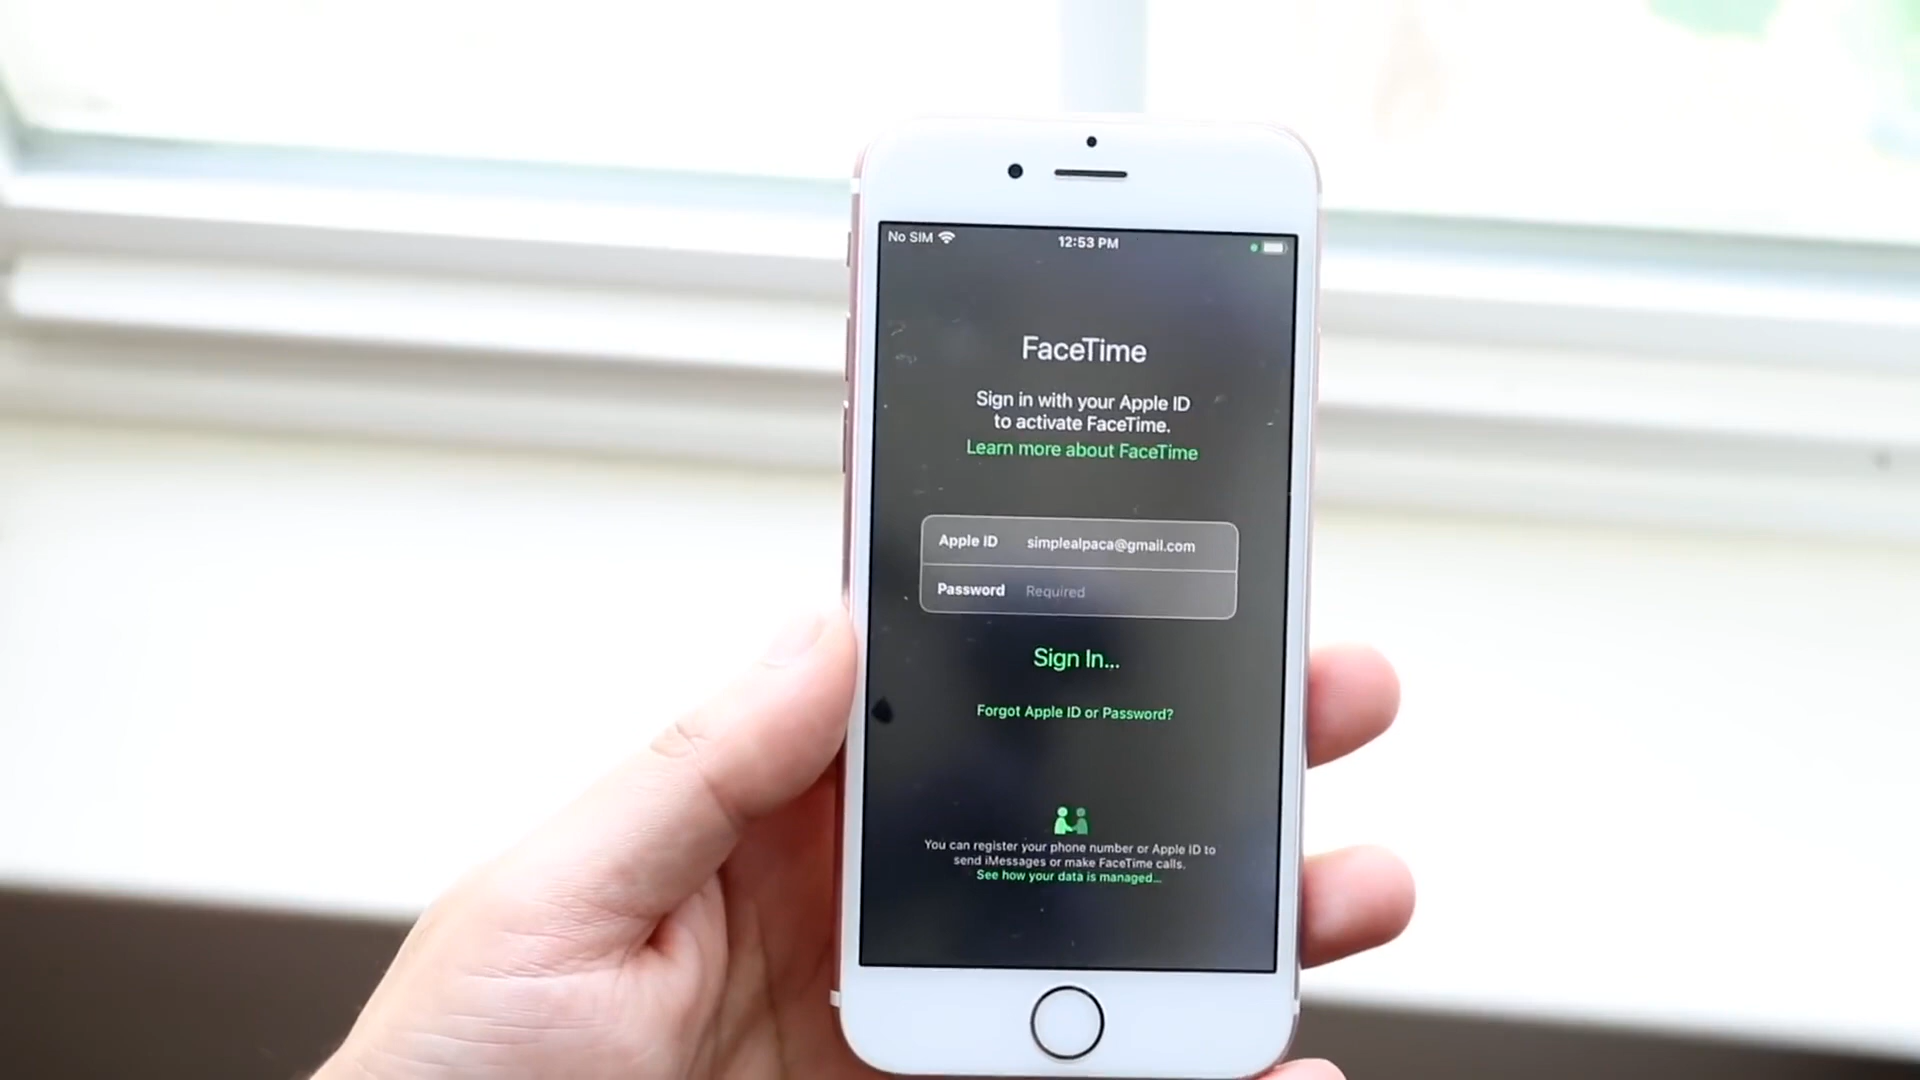 No SIM
12:53 PM
FaceTime
Sign in with your Apple ID
to activate FaceTime.
Learn more about FaceTime
Apple ID simplealpaca@gmail.com
Password Required
Sign In...
Forgot Apple ID or Password?
You can register your phone number or Apple ID to
send iMessages or make FaceTime calls.
See how your data is managed...